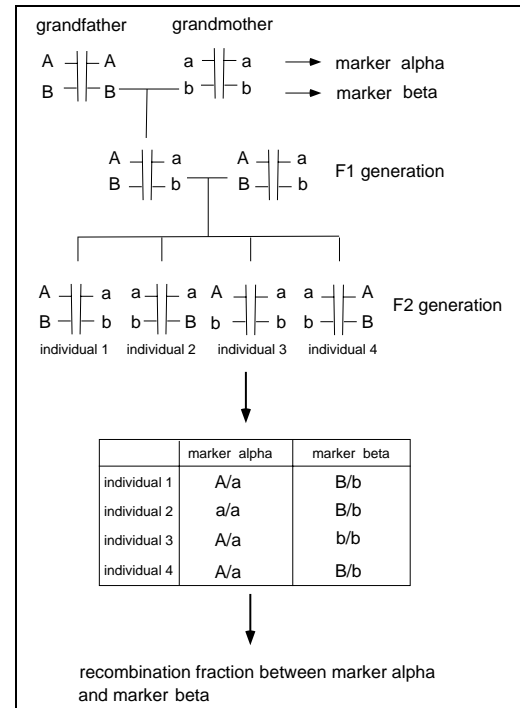 grandfather grandmother
A A a a marker alpha
B B b b marker beta
A a A a F1 generation
B b B b
A a a a A a a A F2 generation
B b b B b b b B
individual 1 individual 2 individual 3 individual 4
marker alpha marker beta
individual 1 A/a B/b
individual 2 a/a B/b
individual 3 A/a b/b
individual 4 A/a B/b
recombination fraction between marker alpha
and marker beta